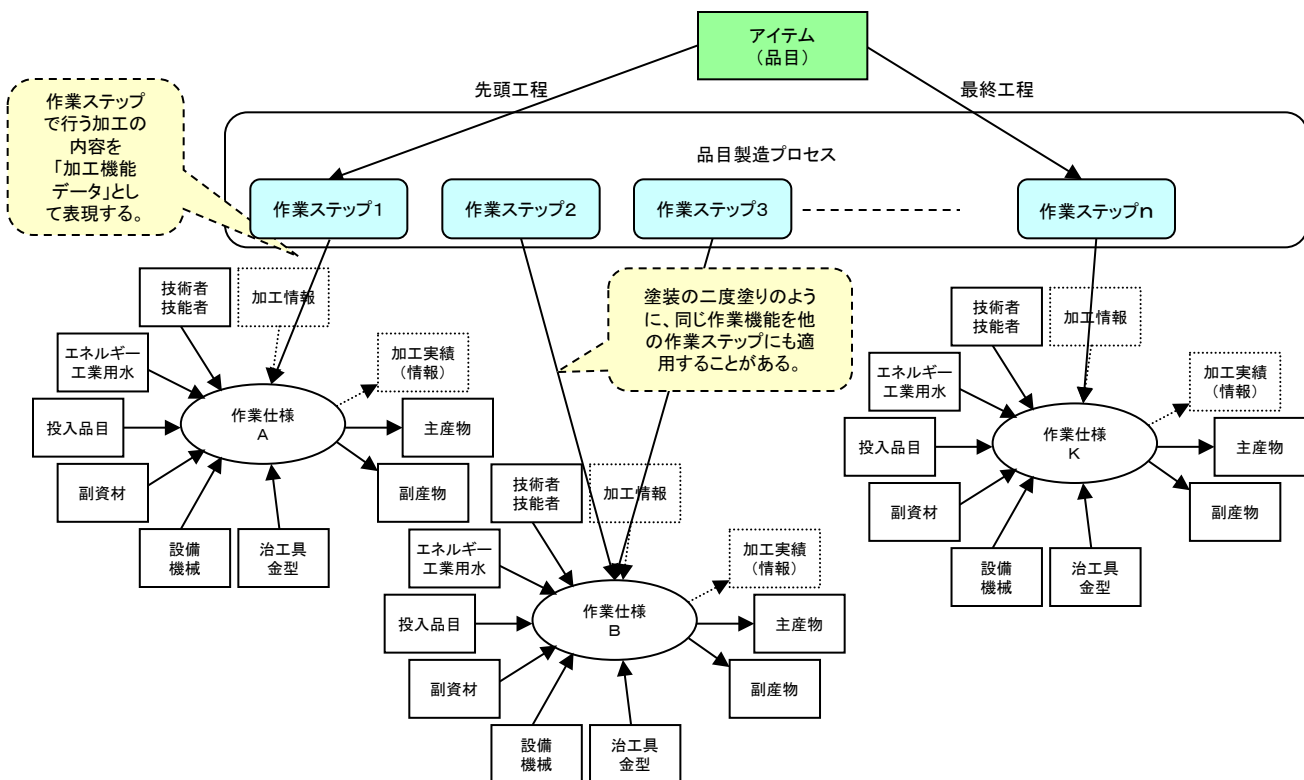 アイテム
（品目）
先頭工程
最終工程
作業ステップ
で行う加工の
内容を
「加工機能
データ」とし
て表現する。
品目製造プロセス
作業ステップ１
作業ステップ２
作業ステップ３
作業ステップｎ
塗装の二度塗りのよう
に、同じ作業機能を他
の作業ステップにも適
用することがある。
技術者
技能者
加工情報
エネルギー
工業用水
加工実績
（情報）
投入品目
作業仕様
Ａ
主産物
副資材
副産物
設備
機械
治工具
金型
技術者
技能者
加工情報
エネルギー
工業用水
加工実績
（情報）
投入品目
作業仕様
Ｂ
主産物
副資材
副産物
設備
機械
治工具
金型
技術者
技能者
加工情報
エネルギー
工業用水
加工実績
（情報）
投入品目
作業仕様
Ｋ
主産物
副資材
副産物
設備
機械
治工具
金型